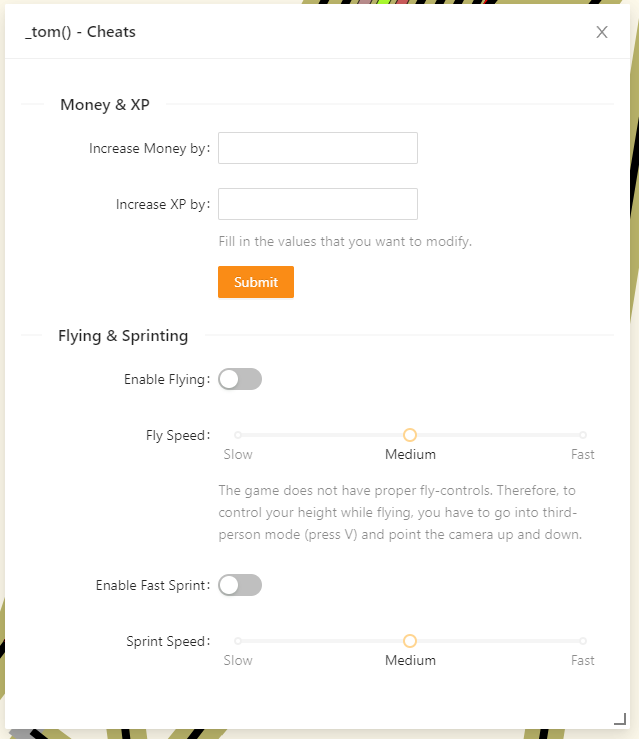 _tom() - Cheats
Money & XP
Increase Money by:
Increase XP by:
Fill in the values that you want to modify.
Submit
Flying & Sprinting
Enable Flying:
Fly Speed:
Slow Medium Fast
The game does not have proper fly-controls. Therefore, to
control your height while flying, you have to go into third-
person mode (press V) and point the camera up and down.
Enable Fast Sprint:
Sprint Speed:
Slow Medium Fast